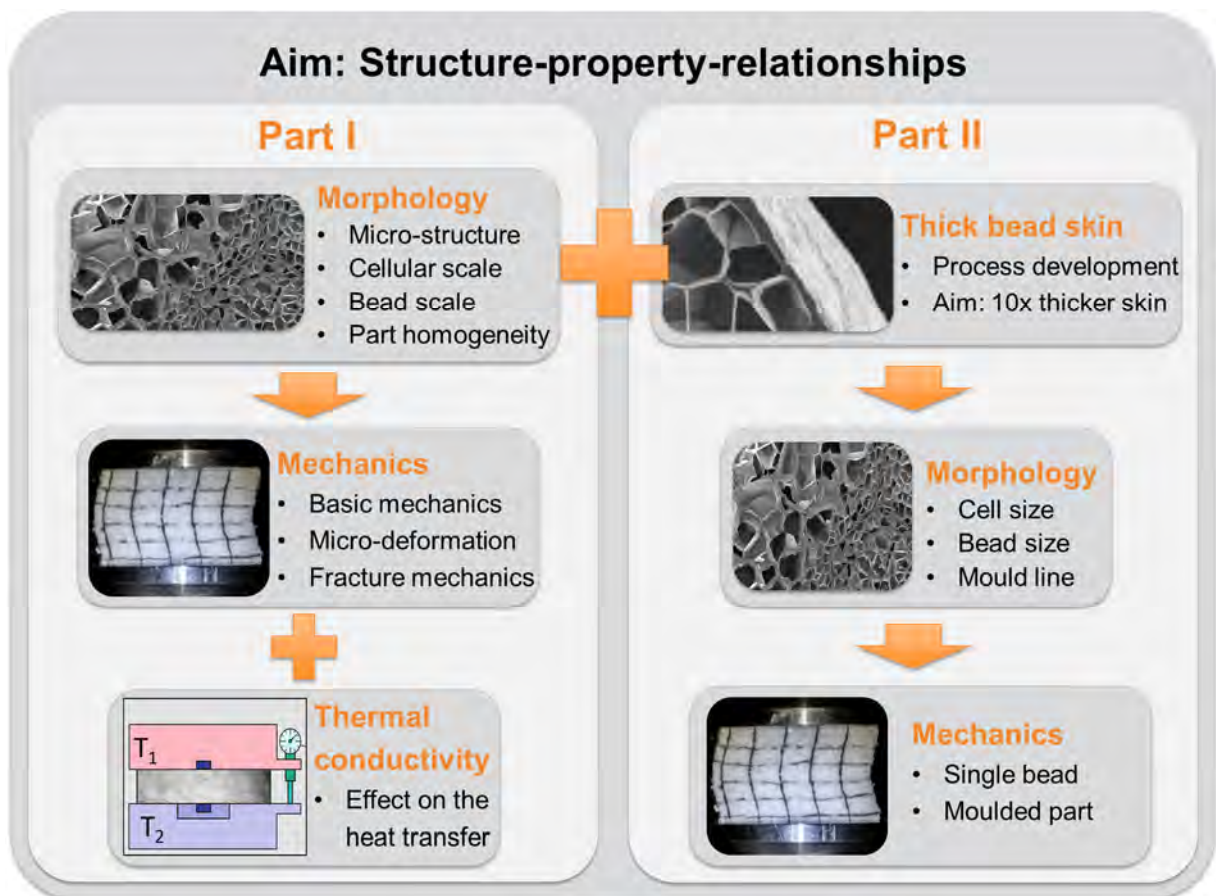 Aim: Structure-property-relationships
Part I
Morphology
• Micro-structure
• Cellular scale
• Bead scale
• Part homogeneity
Mechanics
• Basic mechanics
• Micro-deformation
• Fracture mechanics
T1
T2
Thermal
conductivity
• Effect on the
heat transfer
Part II
Thick bead skin
• Process development
• Aim: 10x thicker skin
Morphology
• Cell size
• Bead size
• Mould line
Mechanics
• Single bead
• Moulded part